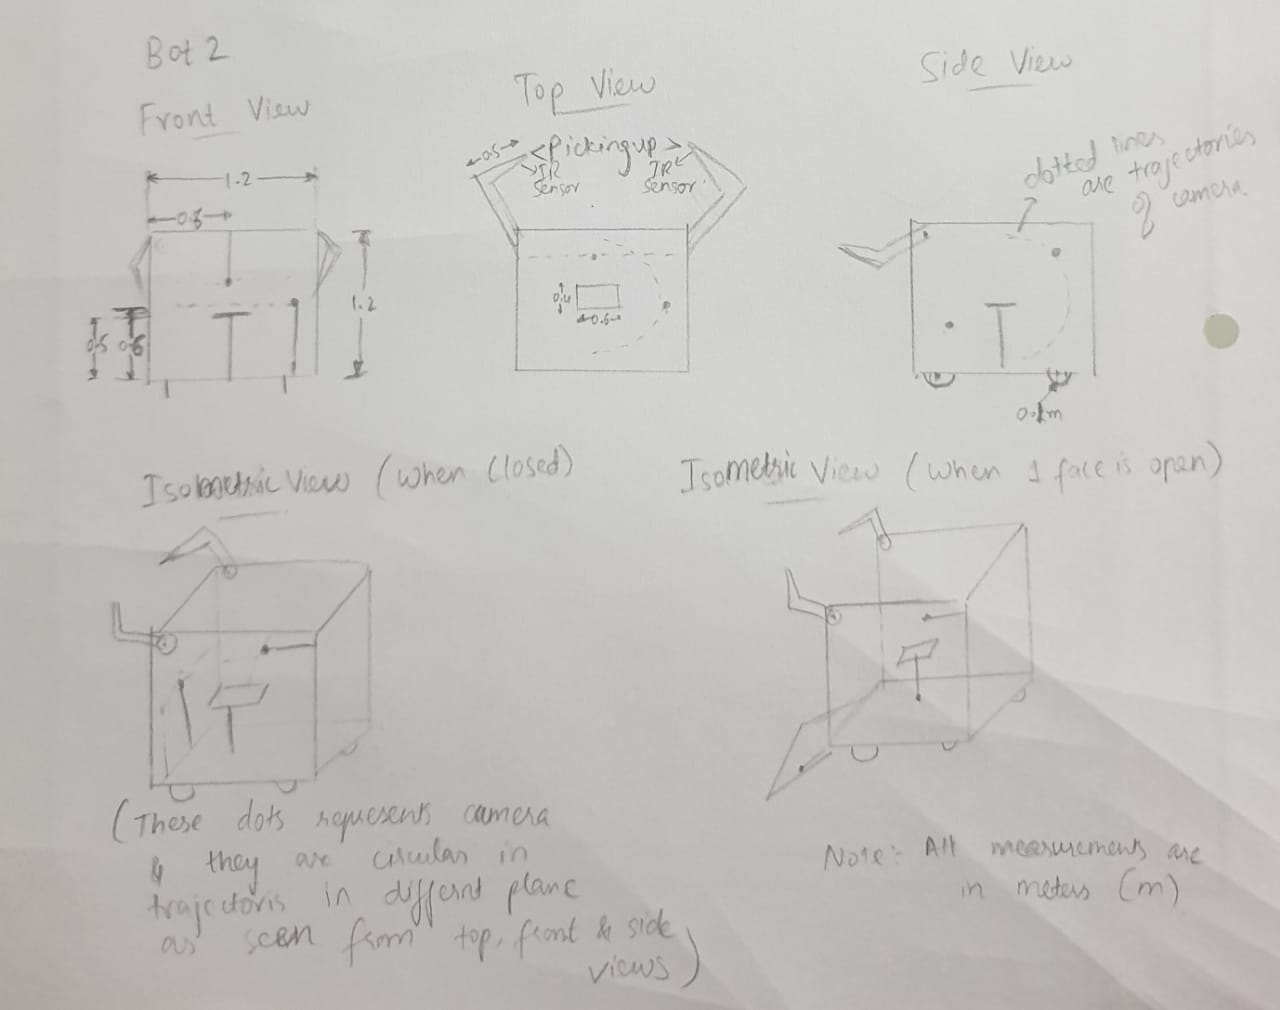 Bot 2
Front View
1.2
0.6
1.2
0.5
0.6
Top View
0.5
<Pickingup>
IR
Sensor
IR
Sensor
0.4
0.6
Side View
dotted lines
are trajectories
of camera
0.1m
Isometric View (when closed)
Isometric View (when 1 face is open)
(These dots represents camera
& they are circular in
trajectoris in differnt plane
as seen from top, front & side
views)
Note:- All measurements are
in meters (m)